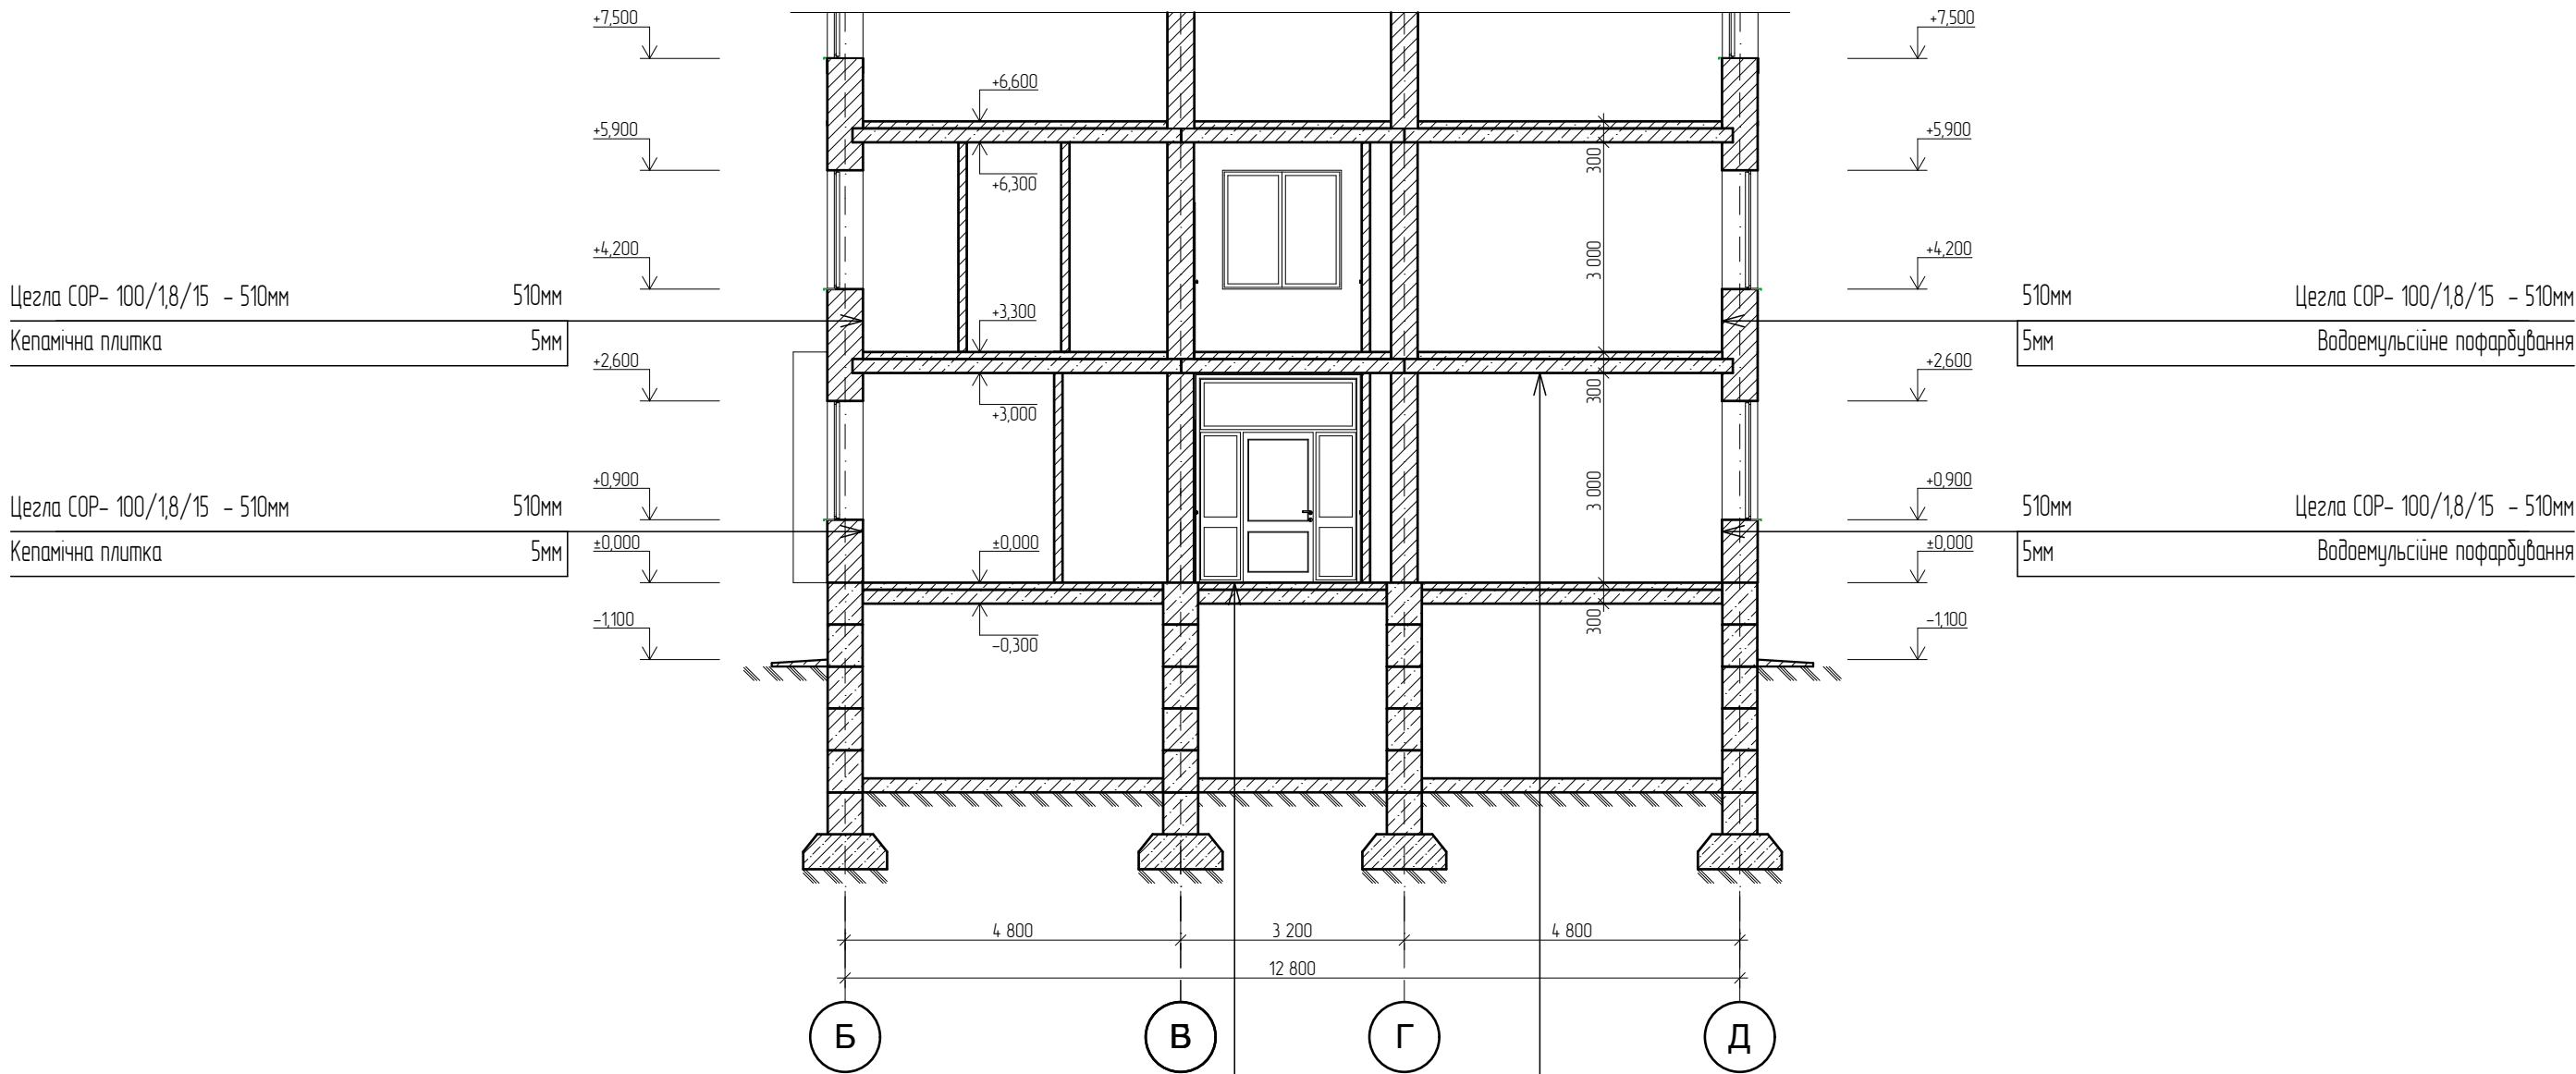 +7,500
+7,500
+6,600
+5,900
+5,900
300
+6,300
+4,200
3 000
+4,200
Цегла СОР- 100/1,8/15 - 510мм 510мм
510мм Цегла СОР- 100/1,8/15 - 510мм
+3,300
Кепамічна плитка 5мм
5мм Водоемульсійне пофарбування
+2,600
+2,600
300
+3,000
+0,900
3 000
+0,900
Цегла СОР- 100/1,8/15 - 510мм 510мм
510мм Цегла СОР- 100/1,8/15 - 510мм
±0,000
±0,000
±0,000
Кепамічна плитка 5мм
5мм Водоемульсійне пофарбування
-1,100
300
-1,100
-0,300
4 800
3 200
4 800
12 800
Б
В
Г
Д